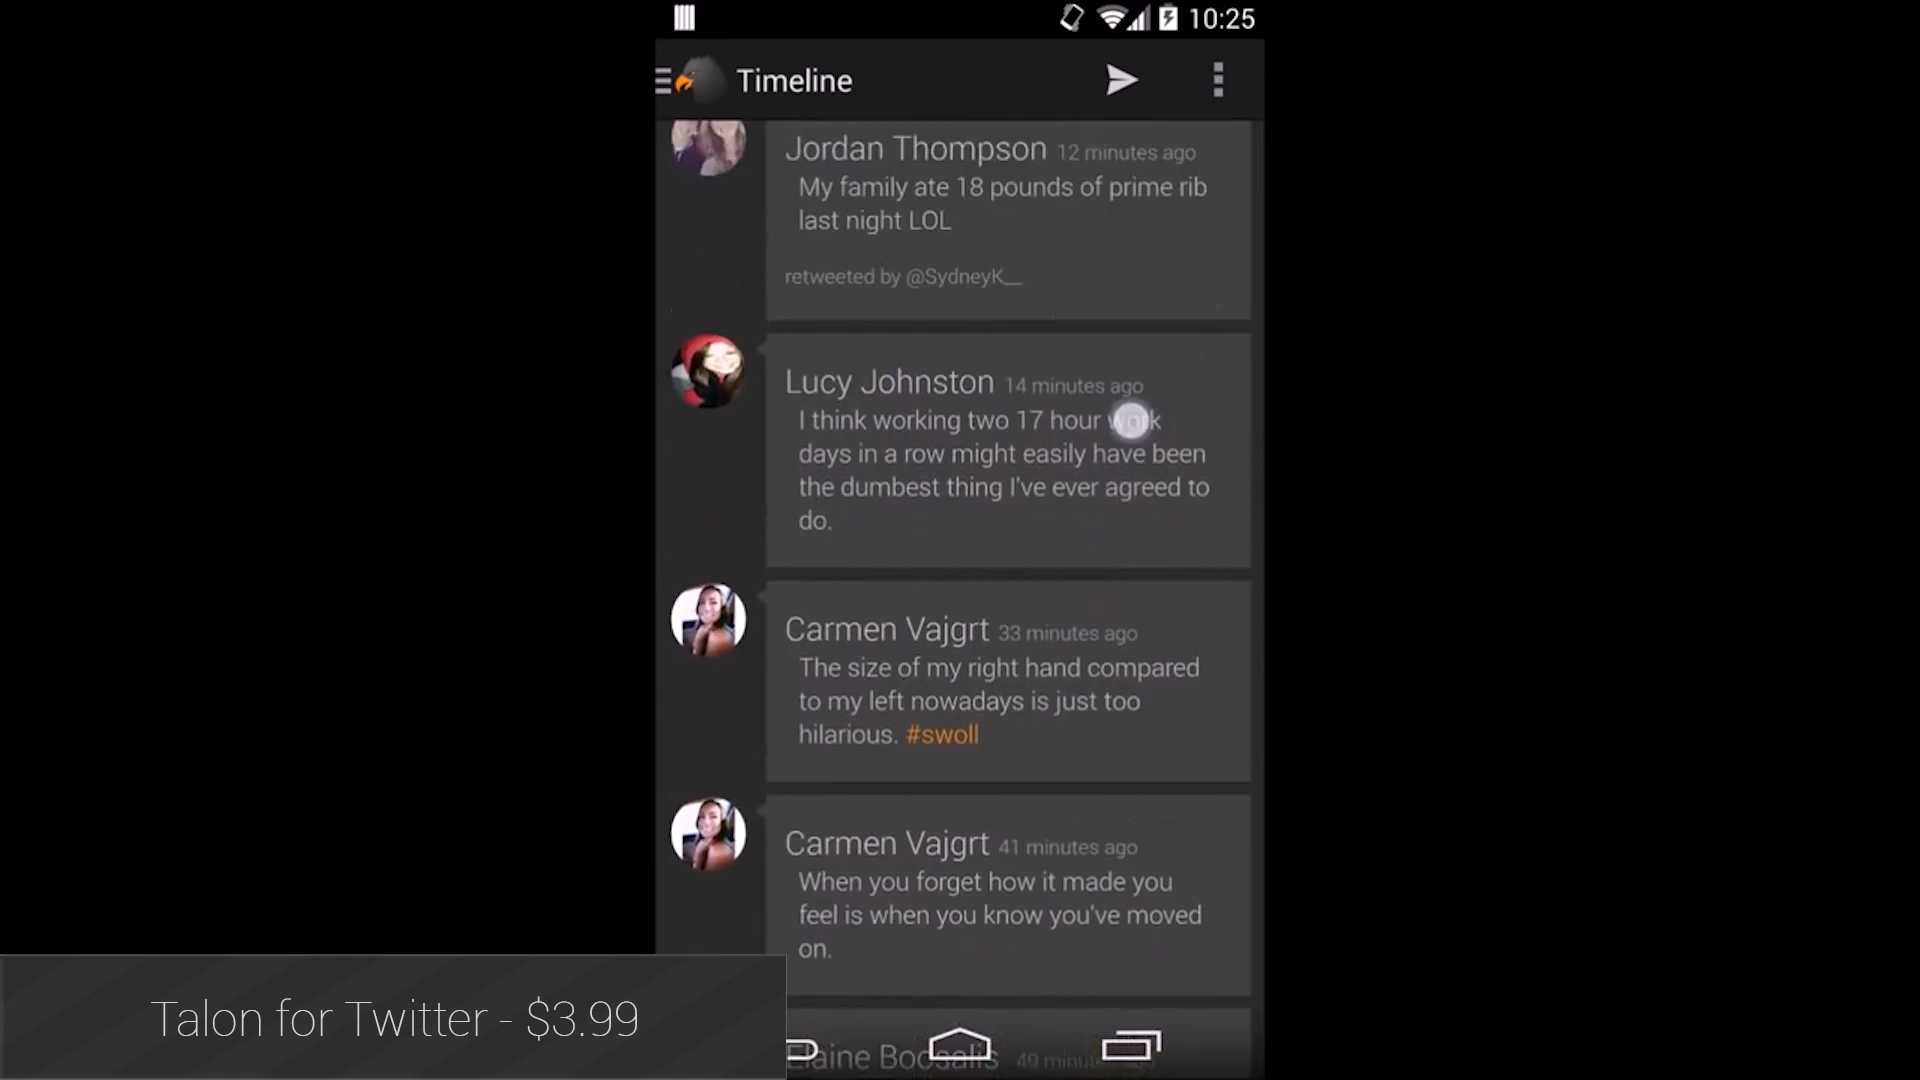 10:25
Timeline
Jordan Thompson 12 minutes ago
My family ate 18 pounds of prime rib
last night LOL
retweeted by @SydneyK__
Lucy Johnston 14 minutes ago
I think working two 17 hour work
days in a row might easily have been
the dumbest thing I've ever agreed to
do.
Carmen Vajgrt 33 minutes ago
The size of my right hand compared
to my left nowadays is just too
hilarious. #swoll
Carmen Vajgrt 41 minutes ago
When you forget how it made you
feel is when you know you've moved
on.
Elaine 49
Talon for Twitter - $3.99